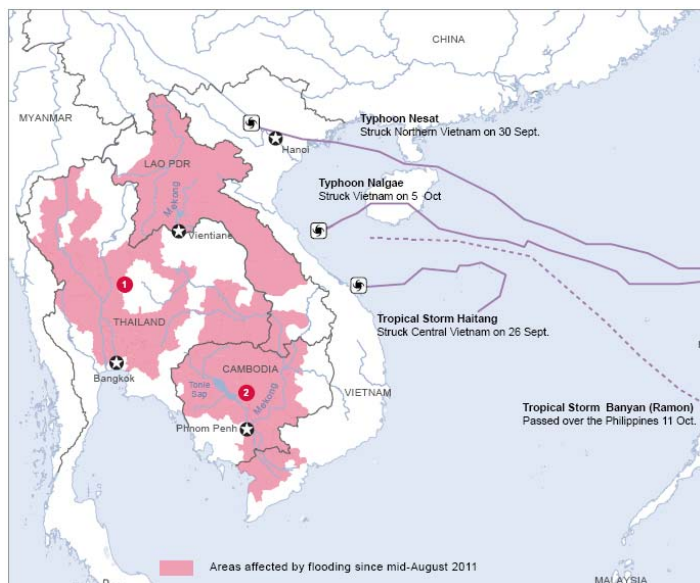 CHINA
MYANMAR
Typhoon Nesat
Struck Northern Vietnam on 30 Sept.
Hanoi
LAO PDR
Typhoon Nalgae
Struck Vietnam on 5 Oct
Mekong
Vientiane
1
THAILAND
Tropical Storm Haitang
Struck Central Vietnam on 26 Sept.
Bangkok
CAMBODIA
Tonle
Sap
2
Mekong
VIETNAM
Tropical Storm Banyan (Ramon)
Passed over the Philippines 11 Oct.
Phnom Penh
Areas affected by flooding since mid-August 2011
MALAYSIA